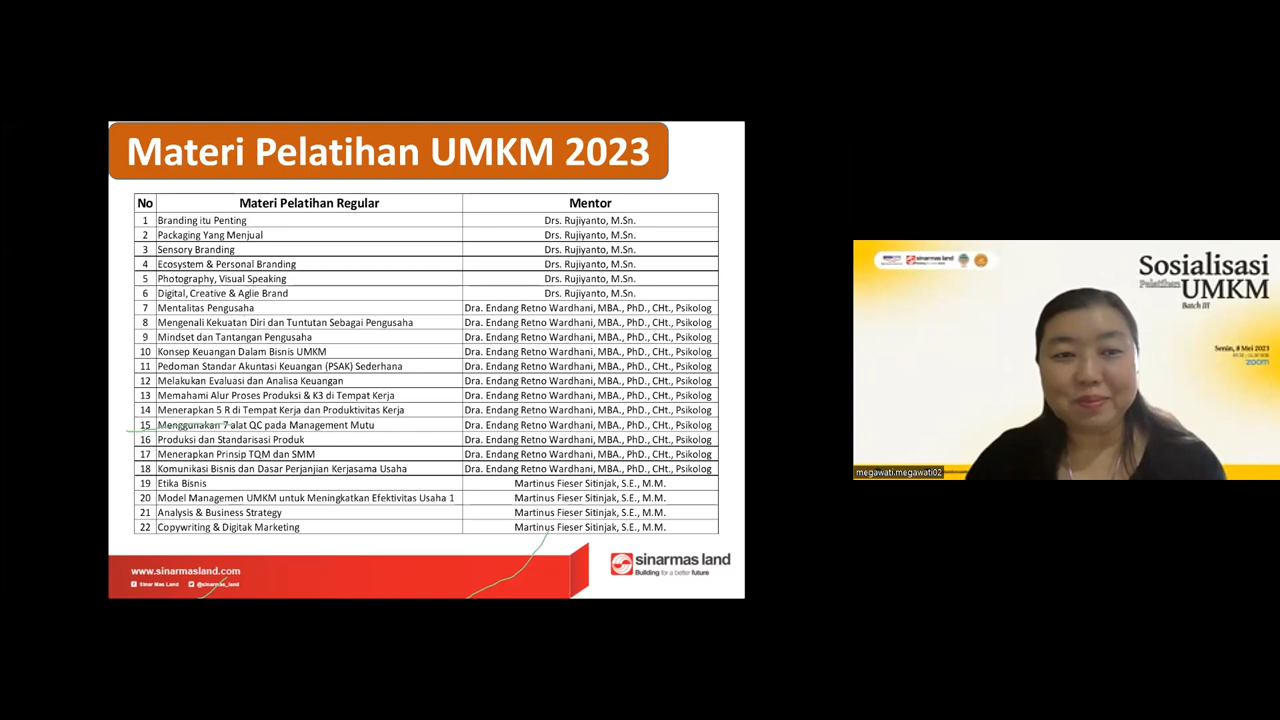 Materi Pelatihan UMKM 2023
No Materi Pelatihan Regular Mentor
1 Branding itu Penting Drs. Rujiyanto, M.Sn.
2 Packaging Yang Menjual Drs. Rujiyanto, M.Sn.
3 Sensory Branding Drs. Rujiyanto, M.Sn.
4 Ecosystem & Personal Branding Drs. Rujiyanto, M.Sn.
5 Photography, Visual Speaking Drs. Rujiyanto, M.Sn.
6 Digital, Creative & Aglie Brand Drs. Rujiyanto, M.Sn.
7 Mentalitas Pengusaha Dra. Endang Retno Wardhani, MBA., PhD., CHt., Psikolog
8 Mengenali Kekuatan Diri dan Tuntutan Sebagai Pengusaha Dra. Endang Retno Wardhani, MBA., PhD., CHt., Psikolog
9 Mindset dan Tantangan Pengusaha Dra. Endang Retno Wardhani, MBA., PhD., CHt., Psikolog
10 Konsep Keuangan Dalam Bisnis UMKM Dra. Endang Retno Wardhani, MBA., PhD., CHt., Psikolog
11 Pedoman Standar Akuntasi Keuangan (PSAK) Sederhana Dra. Endang Retno Wardhani, MBA., PhD., CHt., Psikolog
12 Melakukan Evaluasi dan Analisa Keuangan Dra. Endang Retno Wardhani, MBA., PhD., CHt., Psikolog
13 Memahami Alur Proses Produksi & K3 di Tempat Kerja Dra. Endang Retno Wardhani, MBA., PhD., CHt., Psikolog
14 Menerapkan 5 R di Tempat Kerja dan Produktivitas Kerja Dra. Endang Retno Wardhani, MBA., PhD., CHt., Psikolog
15 Menggunakan 7 alat QC pada Management Mutu Dra. Endang Retno Wardhani, MBA., PhD., CHt., Psikolog
16 Produksi dan Standarisasi Produk Dra. Endang Retno Wardhani, MBA., PhD., CHt., Psikolog
17 Menerapkan Prinsip TQM dan SMM Dra. Endang Retno Wardhani, MBA., PhD., CHt., Psikolog
18 Komunikasi Bisnis dan Dasar Perjanjian Kerjasama Usaha Dra. Endang Retno Wardhani, MBA., PhD., CHt., Psikolog
19 Etika Bisnis Martinus Fieser Sitinjak, S.E., M.M.
20 Model Managemen UMKM untuk Meningkatkan Efektivitas Usaha 1 Martinus Fieser Sitinjak, S.E., M.M.
21 Analysis & Business Strategy Martinus Fieser Sitinjak, S.E., M.M.
22 Copywriting & Digitak Marketing Martinus Fieser Sitinjak, S.E., M.M.
www.sinarmasland.com
Sinar Mas Land @sinarmas_land
sinarmas land
Building for a better future
sinarmas land
Sosialisasi
Pelatihan UMKM
Batch III
Senin, 8 Mei 2023
zoom
megawati.megawati02